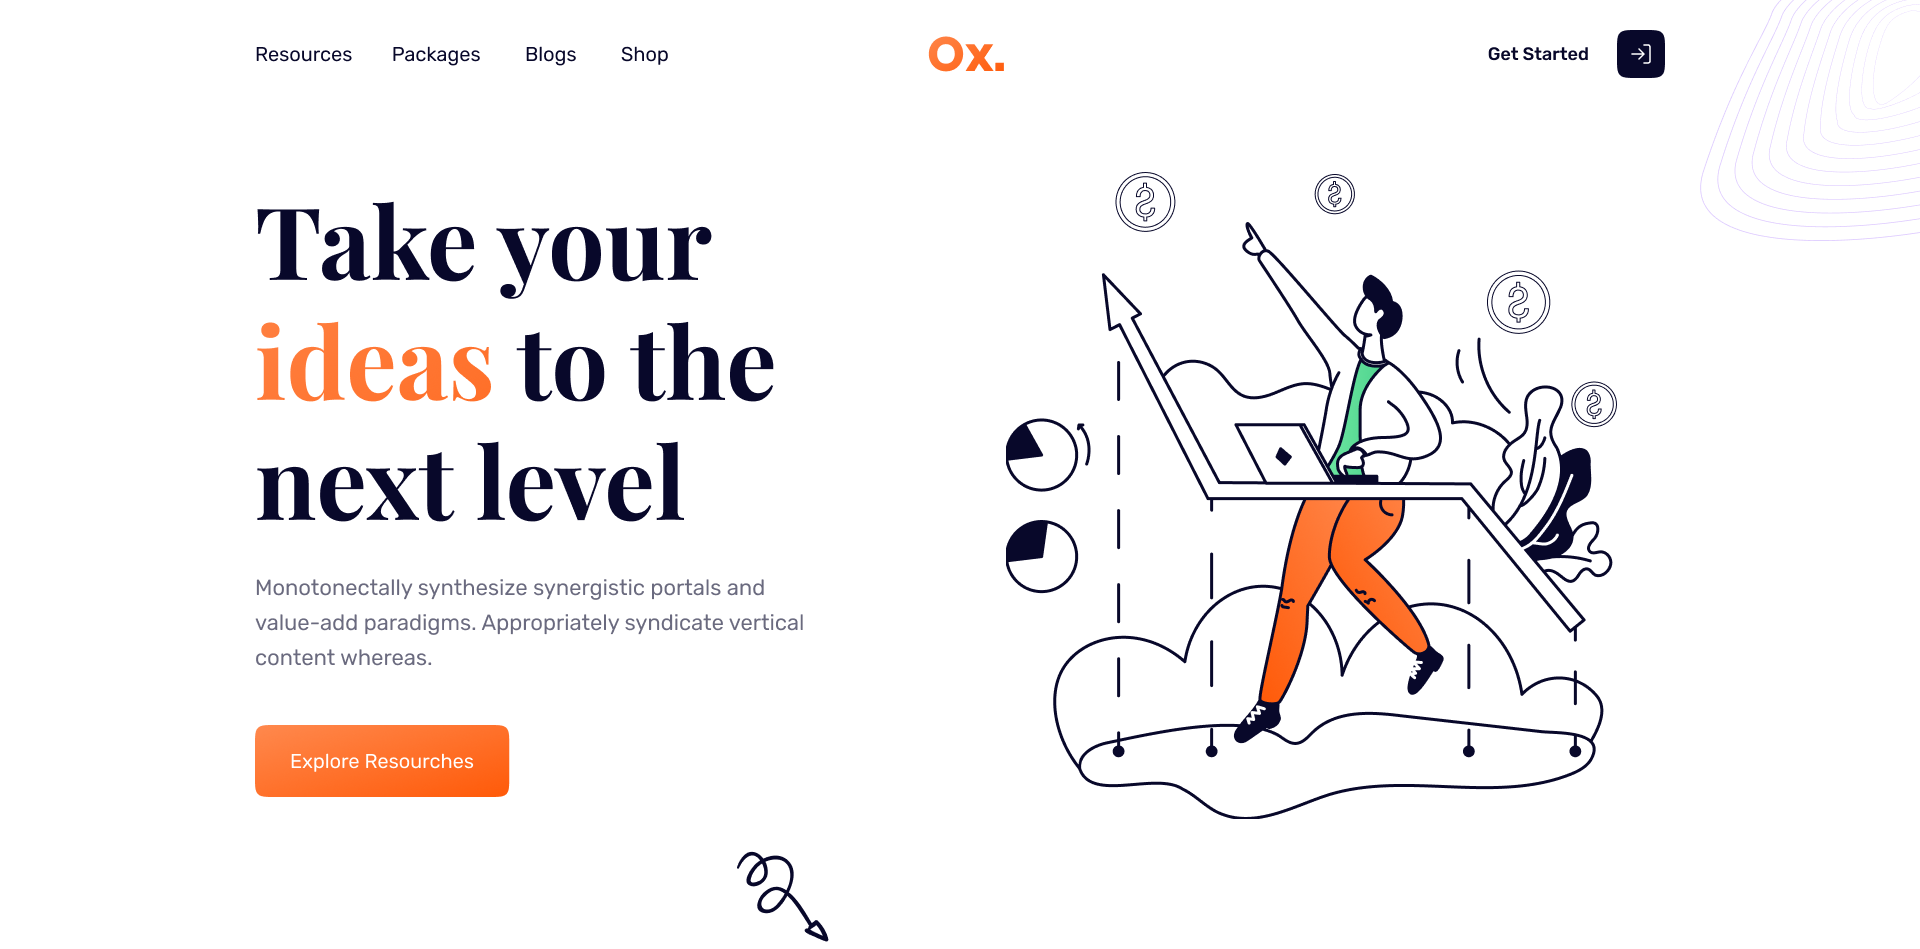 Resources Packages Blogs Shop Ox. Get Started
Take your
ideas to the
next level
Monotonectally synthesize synergistic portals and
value-add paradigms. Appropriately syndicate vertical
content whereas.
Explore Resourches